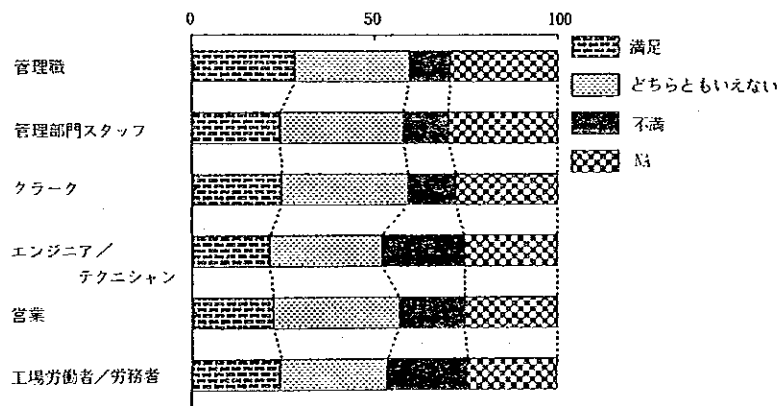 0 50 100
管理職
管理部門スタッフ
クラーク
エンジニア／
テクニシャン
営業
工場労働者／労務者
満足
どちらともいえない
不満
NA